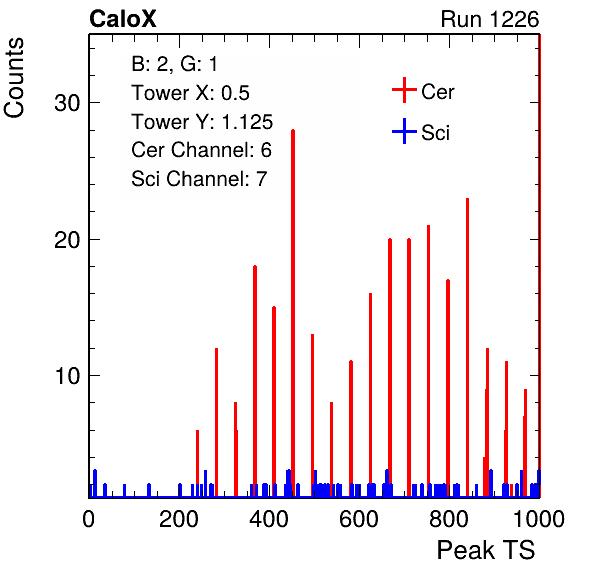 CaloX Run 1226
Counts
B: 2, G: 1
Tower X: 0.5
Tower Y: 1.125
Cer Channel: 6
Sci Channel: 7
Cer
Sci
30
20
10
0 200 400 600 800 1000
Peak TS